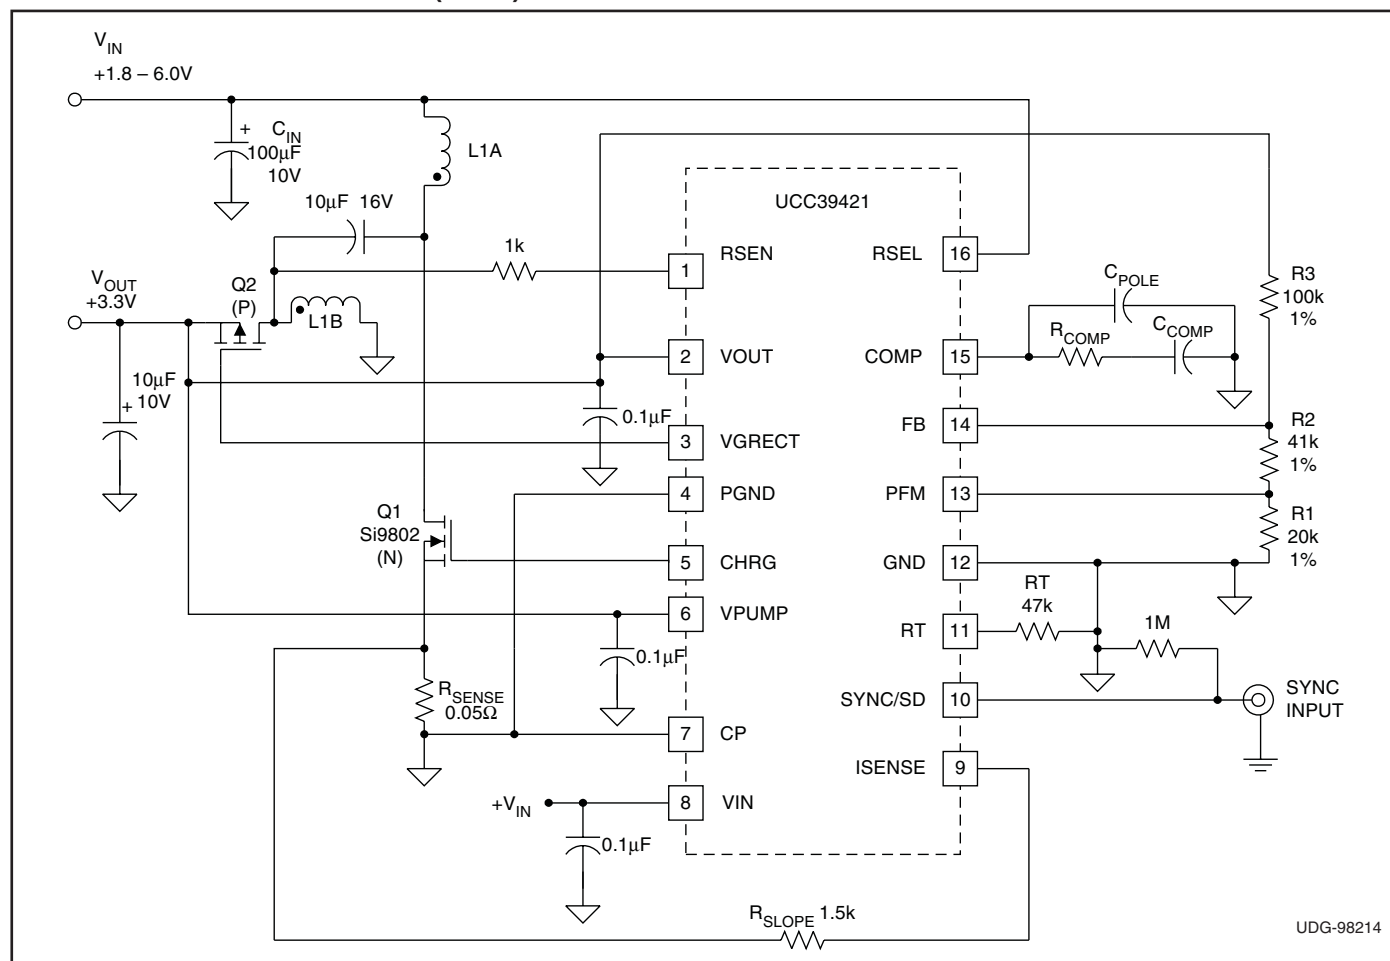 V_IN
+1.8 – 6.0V
+
C_IN
100µF
10V
L1A
10µF 16V
1k
V_OUT
+3.3V
Q2
(P)
L1B
10µF
10V
+
0.1µF
Q1
Si9802
(N)
R_SENSE
0.05Ω
0.1µF
+V_IN
0.1µF
R_SLOPE 1.5k
UCC39421
1
RSEN
2
VOUT
3
VGRECT
4
PGND
5
CHRG
6
VPUMP
7
CP
8
VIN
RSEL
16
COMP
15
FB
14
PFM
13
GND
12
RT
11
SYNC/SD
10
ISENSE
9
C_POLE
R_COMP
C_COMP
R3
100k
1%
R2
41k
1%
R1
20k
1%
RT
47k
1M
SYNC
INPUT
UDG-98214